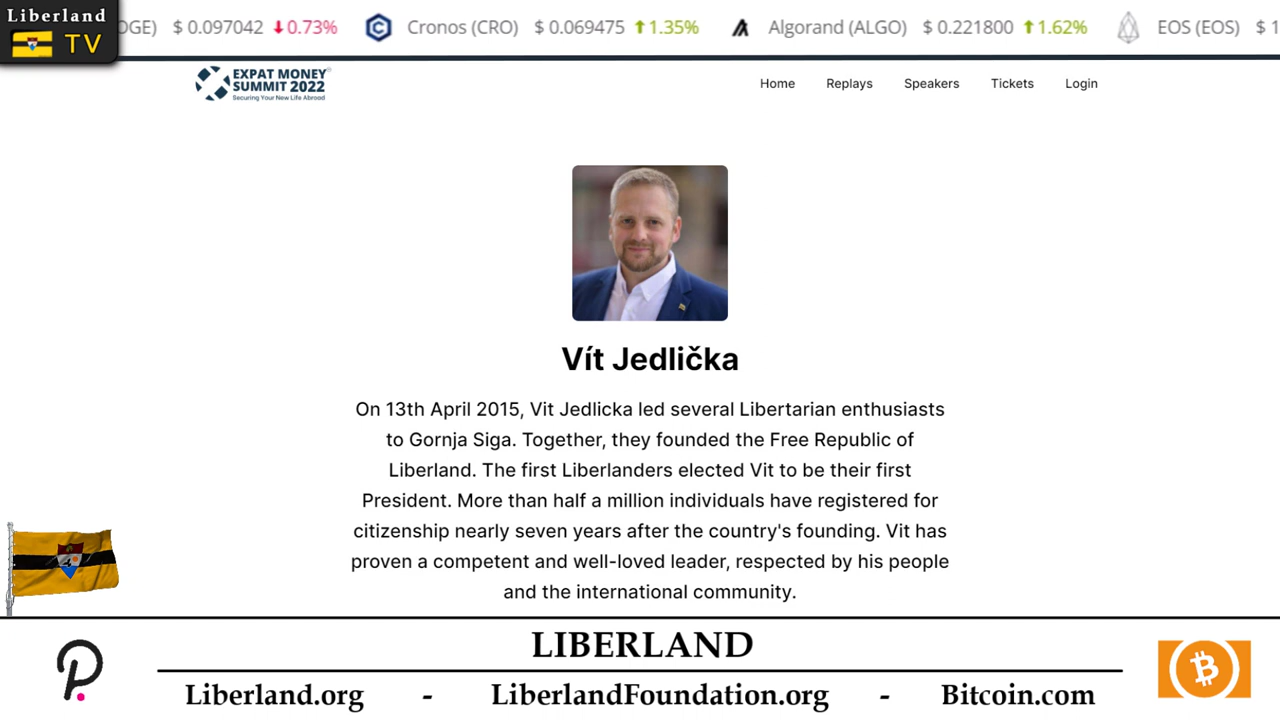 Liberland
TV
OGE) $ 0.097042 0.73% Cronos (CRO) $ 0.069475 1.35% Algorand (ALGO) $ 0.221800 1.62% EOS (EOS) $ 1
EXPAT MONEY
SUMMIT 2022
Securing Your New Life Abroad
Home Replays Speakers Tickets Login
Vít Jedlička
On 13th April 2015, Vit Jedlicka led several Libertarian enthusiasts
to Gornja Siga. Together, they founded the Free Republic of
Liberland. The first Liberlanders elected Vit to be their first
President. More than half a million individuals have registered for
citizenship nearly seven years after the country's founding. Vit has
proven a competent and well-loved leader, respected by his people
and the international community.
LIBERLAND
Liberland.org - LiberlandFoundation.org - Bitcoin.com